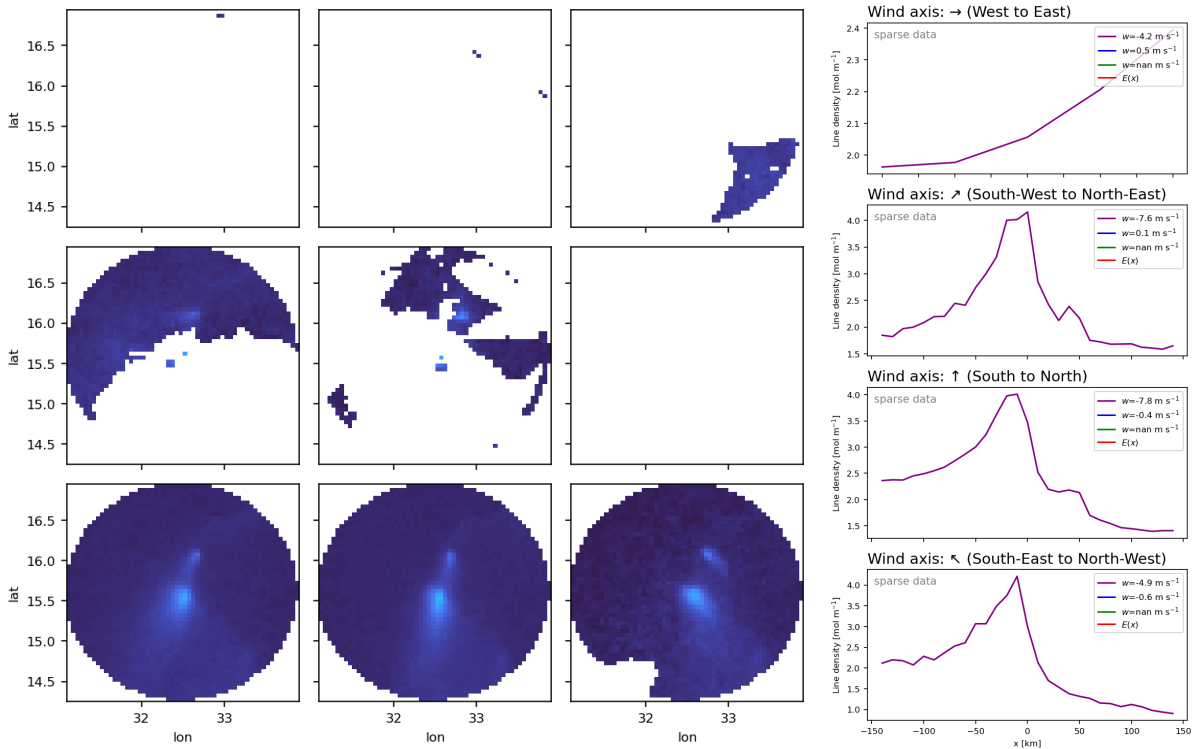 16.5
16.0
15.5
15.0
14.5
lat
16.5
16.0
15.5
15.0
14.5
lat
16.5
16.0
15.5
15.0
14.5
lat
32
33
lon
32
33
lon
32
33
lon
Wind axis: → (West to East)
sparse data
w=-4.2 m s⁻¹
w=0.5 m s⁻¹
w=nan m s⁻¹
E(x)
2.4
2.3
2.2
2.1
2.0
Line density [mol m⁻¹]
Wind axis: ↗ (South-West to North-East)
sparse data
w=-7.6 m s⁻¹
w=0.1 m s⁻¹
w=nan m s⁻¹
E(x)
4.0
3.5
3.0
2.5
2.0
1.5
Line density [mol m⁻¹]
Wind axis: ↑ (South to North)
sparse data
w=-7.8 m s⁻¹
w=-0.4 m s⁻¹
w=nan m s⁻¹
E(x)
4.0
3.5
3.0
2.5
2.0
1.5
Line density [mol m⁻¹]
Wind axis: ↖ (South-East to North-West)
sparse data
w=-4.9 m s⁻¹
w=-0.6 m s⁻¹
w=nan m s⁻¹
E(x)
4.0
3.5
3.0
2.5
2.0
1.5
1.0
Line density [mol m⁻¹]
−150
−100
−50
0
50
100
150
x [km]